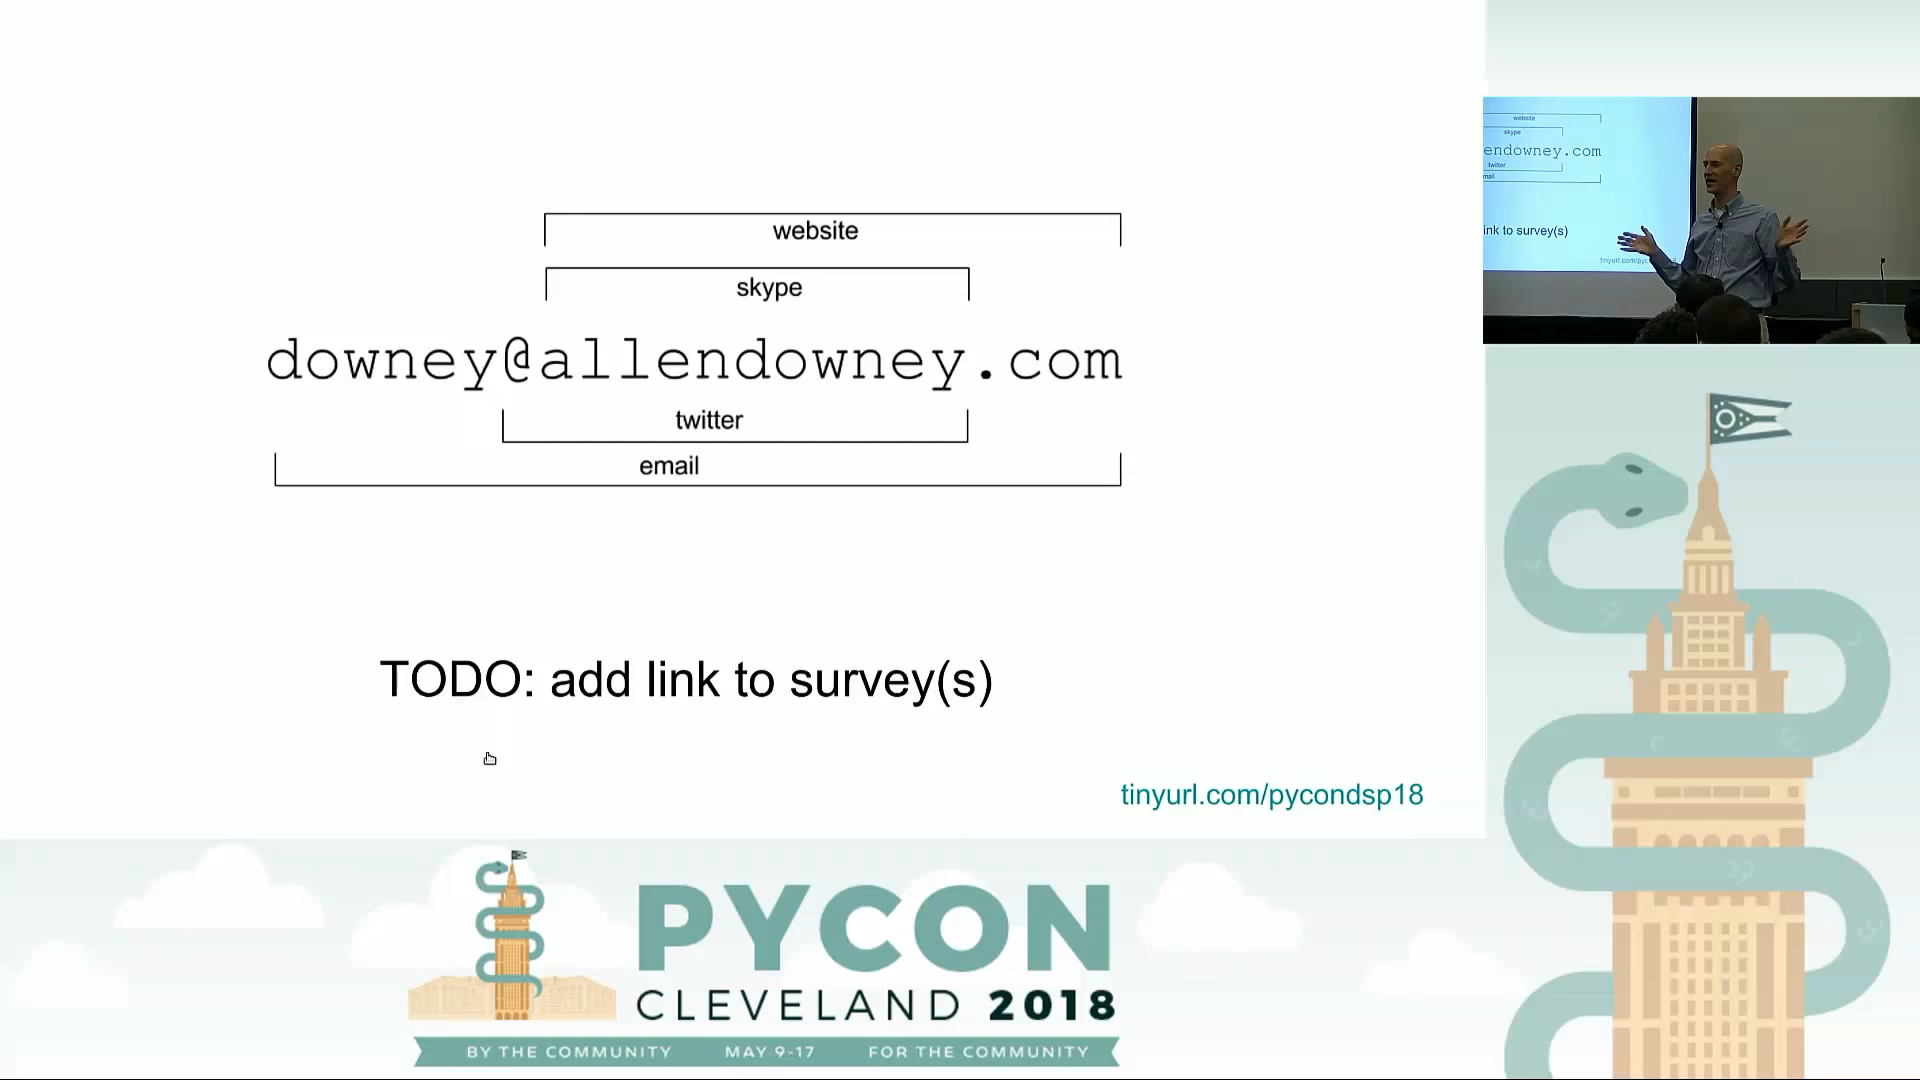 website
skype
downey@allendowney.com
twitter
email
TODO: add link to survey(s)
tinyurl.com/pycondsp18
website
skype
endowney.com
twitter
mail
ink to survey(s)
PYCON
CLEVELAND 2018
BY THE COMMUNITY MAY 9-17 FOR THE COMMUNITY